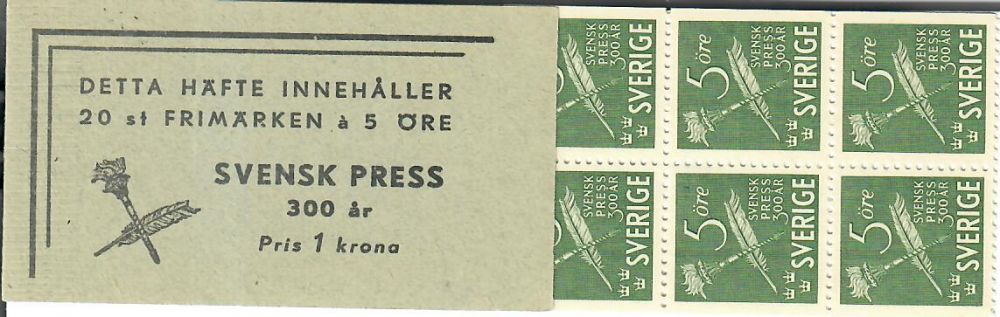 DETTA HÄFTE INNEHÅLLER
20 st FRIMÄRKEN à 5 ÖRE
SVENSK PRESS
300 år
Pris 1 krona
SVENSK
PRESS
300 ÅR
SVERIGE
5 öre
SVENSK
PRESS
300 ÅR
SVERIGE
5 öre
SVENSK
PRESS
300 ÅR
SVERIGE
SVENSK
PRESS
300 ÅR
SVERIGE
5 öre
SVENSK
PRESS
300 ÅR
SVERIGE
5 öre
SVENSK
PRESS
300 ÅR
SVERIGE